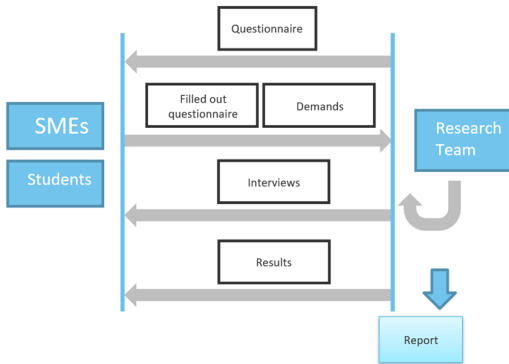 Questionnaire
Filled out
questionnaire
Demands
SMEs
Students
Research
Team
Interviews
Results
Report